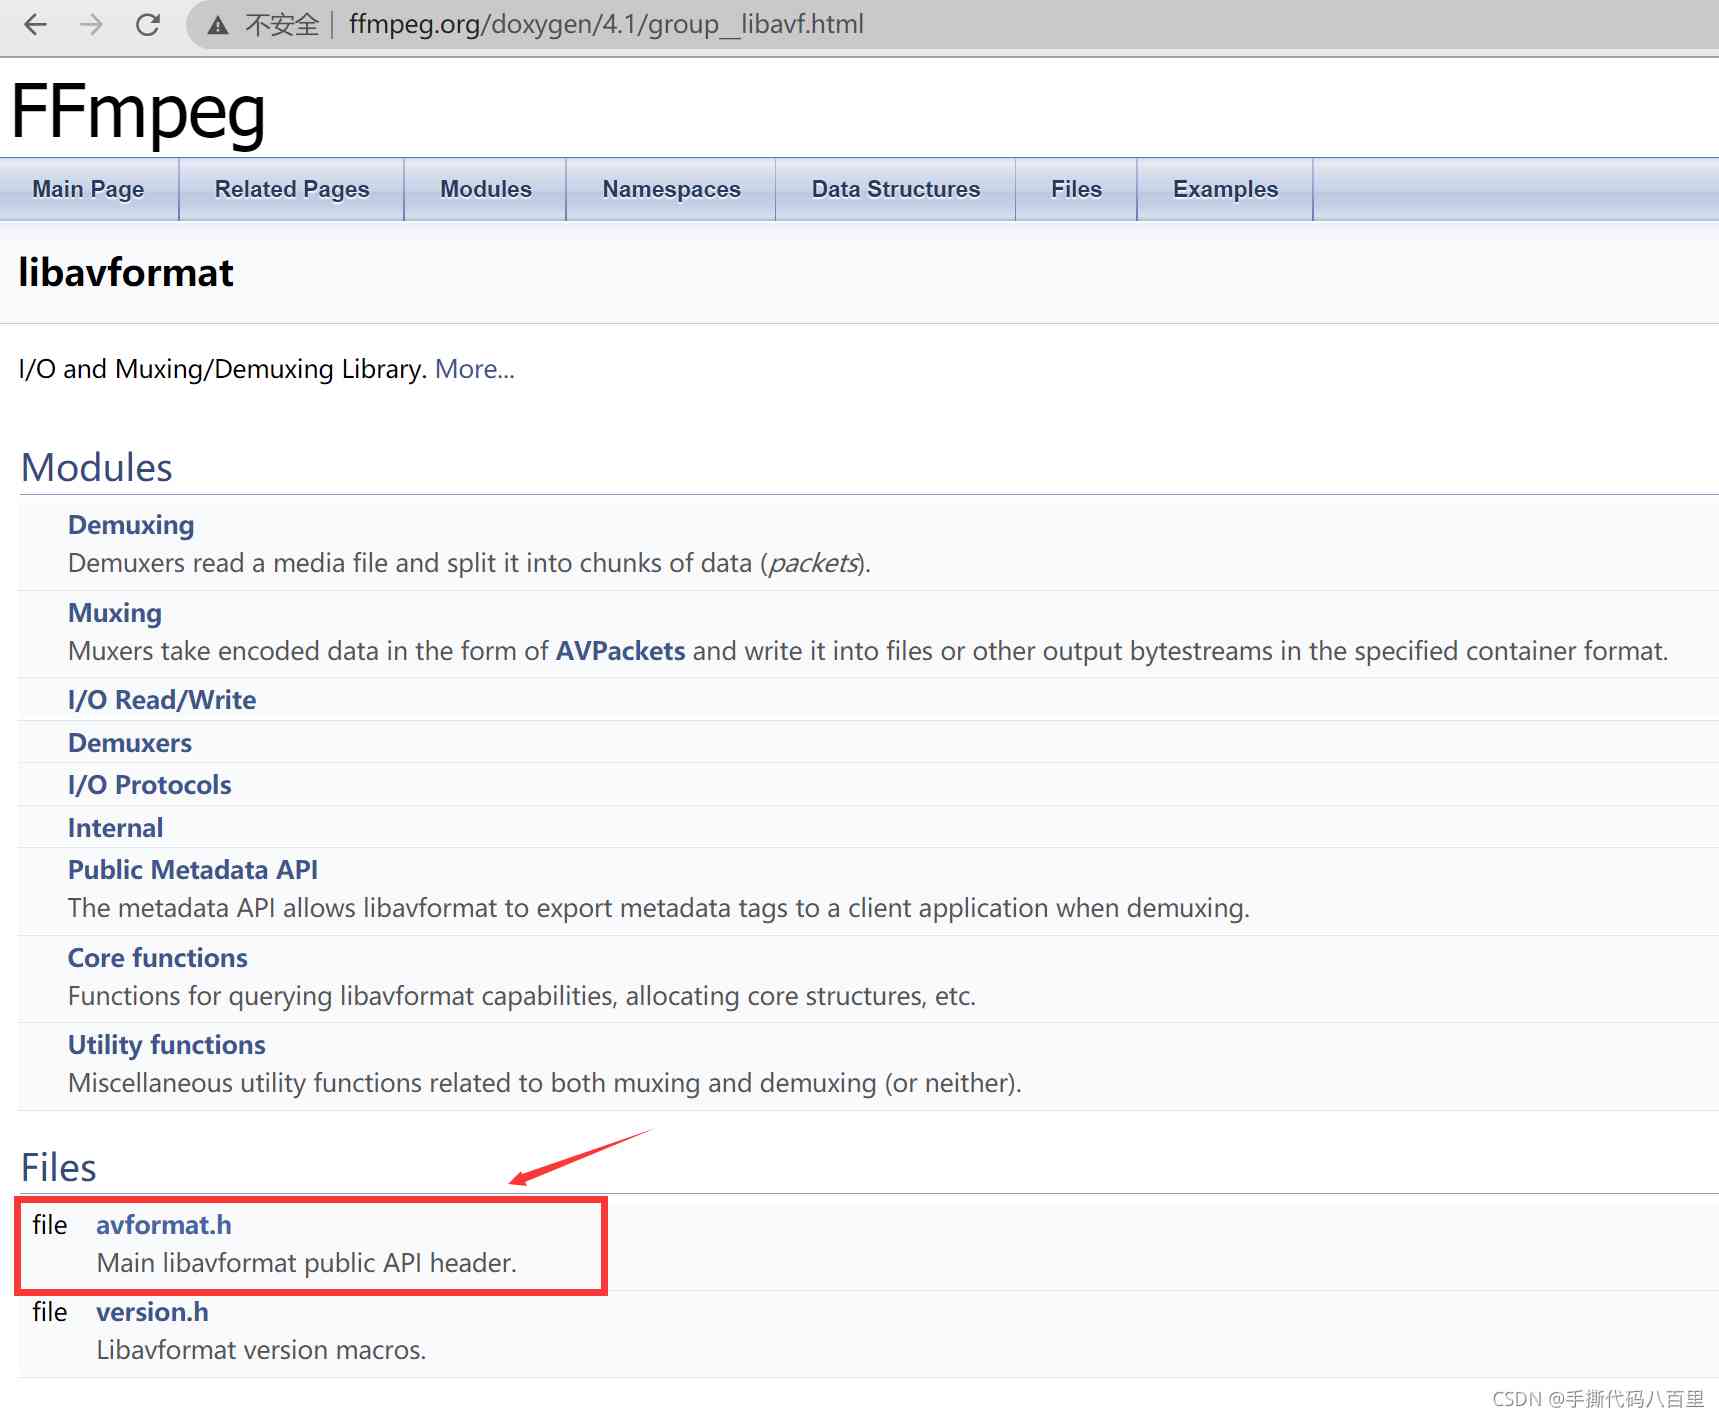 不安全 ffmpeg.org/doxygen/4.1/group__libavf.html
FFmpeg
Main Page Related Pages Modules Namespaces Data Structures Files Examples
libavformat
I/O and Muxing/Demuxing Library. More...
Modules
Demuxing
Demuxers read a media file and split it into chunks of data (packets).
Muxing
Muxers take encoded data in the form of AVPackets and write it into files or other output bytestreams in the specified container format.
I/O Read/Write
Demuxers
I/O Protocols
Internal
Public Metadata API
The metadata API allows libavformat to export metadata tags to a client application when demuxing.
Core functions
Functions for querying libavformat capabilities, allocating core structures, etc.
Utility functions
Miscellaneous utility functions related to both muxing and demuxing (or neither).
Files
file avformat.h
Main libavformat public API header.
file version.h
Libavformat version macros.
CSDN @手撕代码八百里